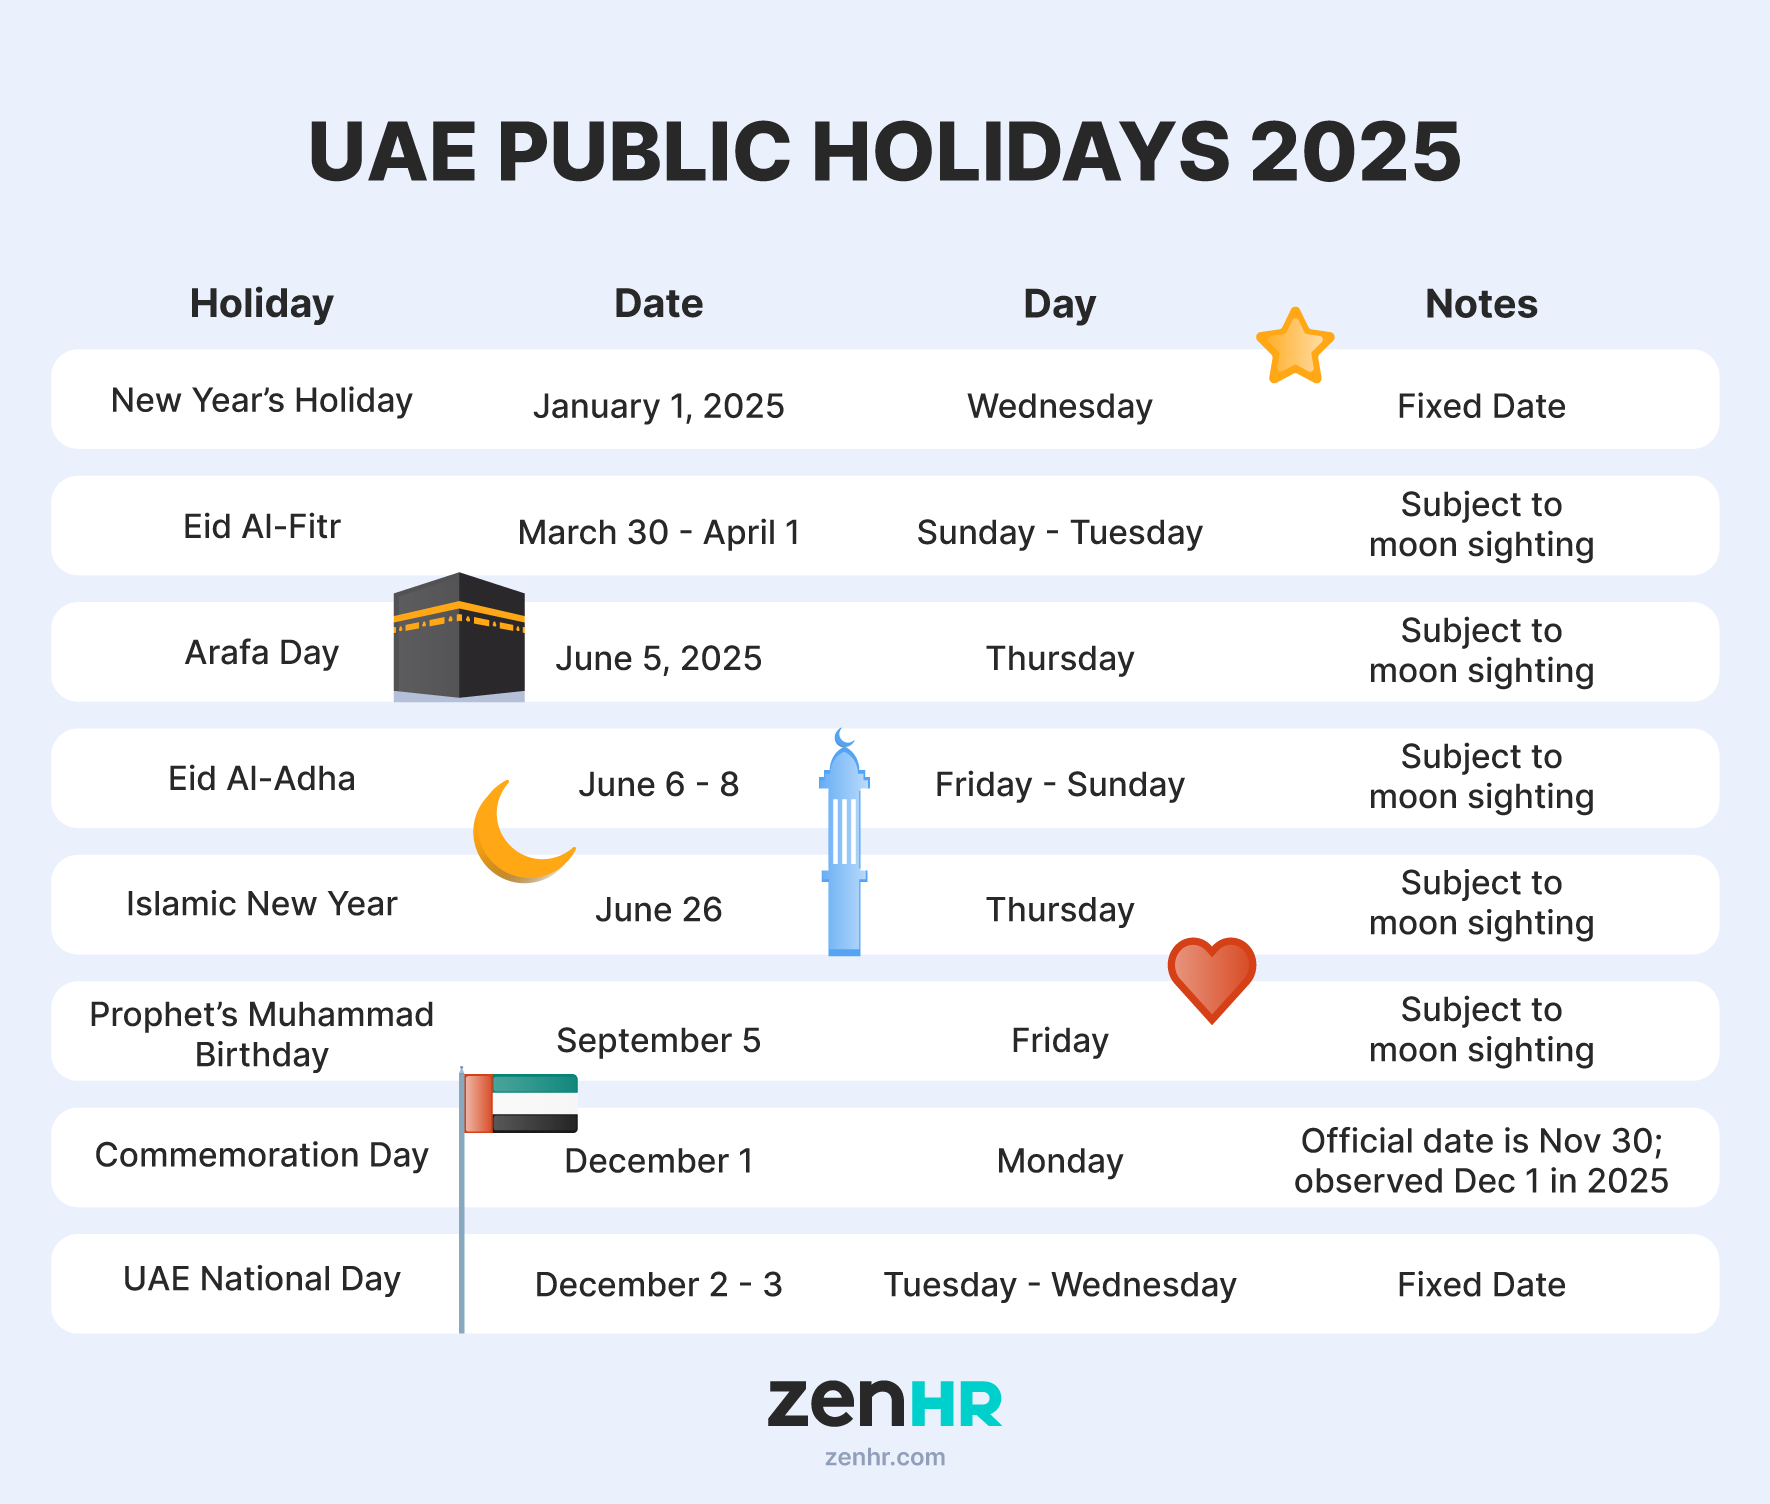 UAE PUBLIC HOLIDAYS 2025
Holiday Date Day Notes
New Year’s Holiday January 1, 2025 Wednesday Fixed Date
Eid Al-Fitr March 30 - April 1 Sunday - Tuesday Subject to
moon sighting
Arafa Day June 5, 2025 Thursday Subject to
moon sighting
Eid Al-Adha June 6 - 8 Friday - Sunday Subject to
moon sighting
Islamic New Year June 26 Thursday Subject to
moon sighting
Prophet’s Muhammad
Birthday September 5 Friday Subject to
moon sighting
Commemoration Day December 1 Monday Official date is Nov 30;
observed Dec 1 in 2025
UAE National Day December 2 - 3 Tuesday - Wednesday Fixed Date
zenHR
zenhr.com